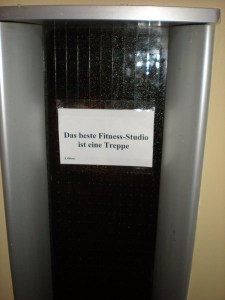 Das beste Fitness-Studio
ist eine Treppe